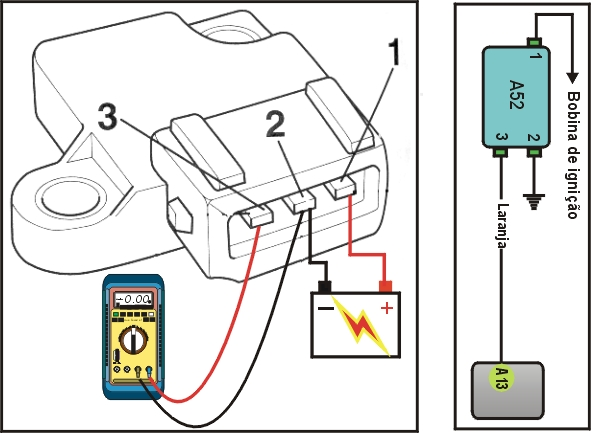 1
2
3
-0.00
− +
1
A52
3 2
Bobina de ignição
Laranja
A 13